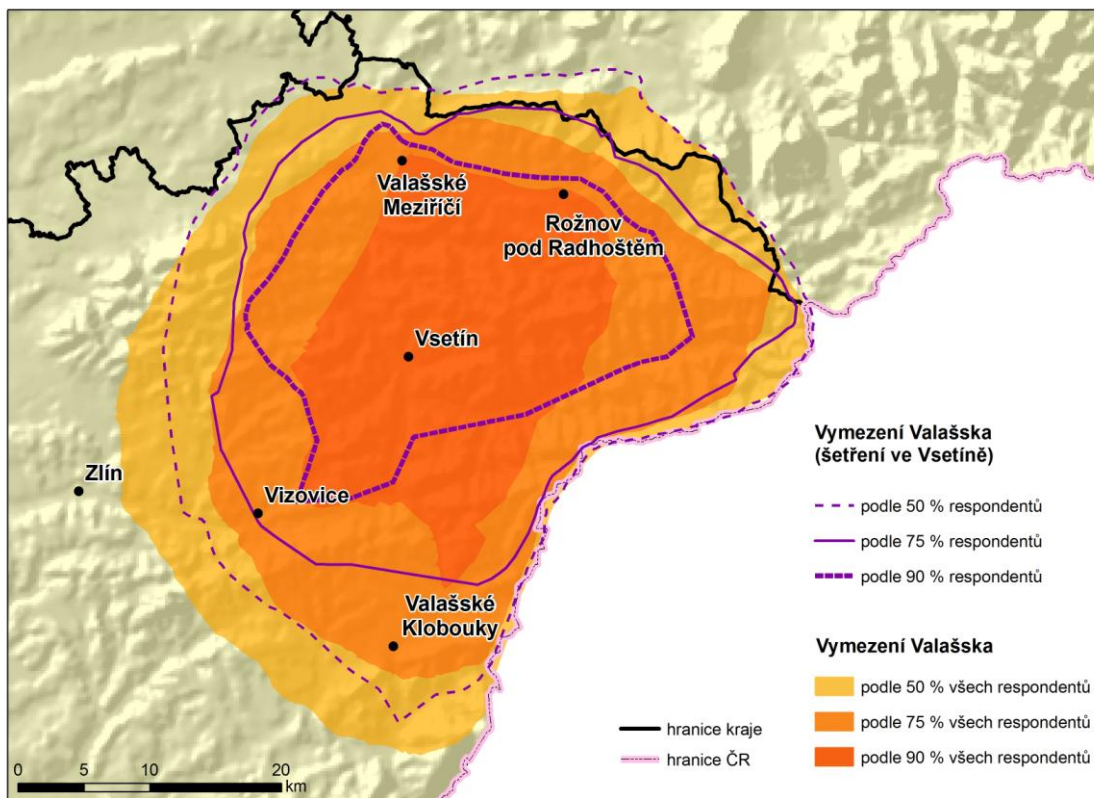 Valašské
Meziříčí
Rožnov
pod Radhoštěm
Vsetín
Zlín
Vizovice
Valašské
Klobouky
Vymezení Valašska
(šetření ve Vsetíně)
podle 50 % respondentů
podle 75 % respondentů
podle 90 % respondentů
Vymezení Valašska
podle 50 % všech respondentů
podle 75 % všech respondentů
podle 90 % všech respondentů
hranice kraje
hranice ČR
0 5 10 20
km